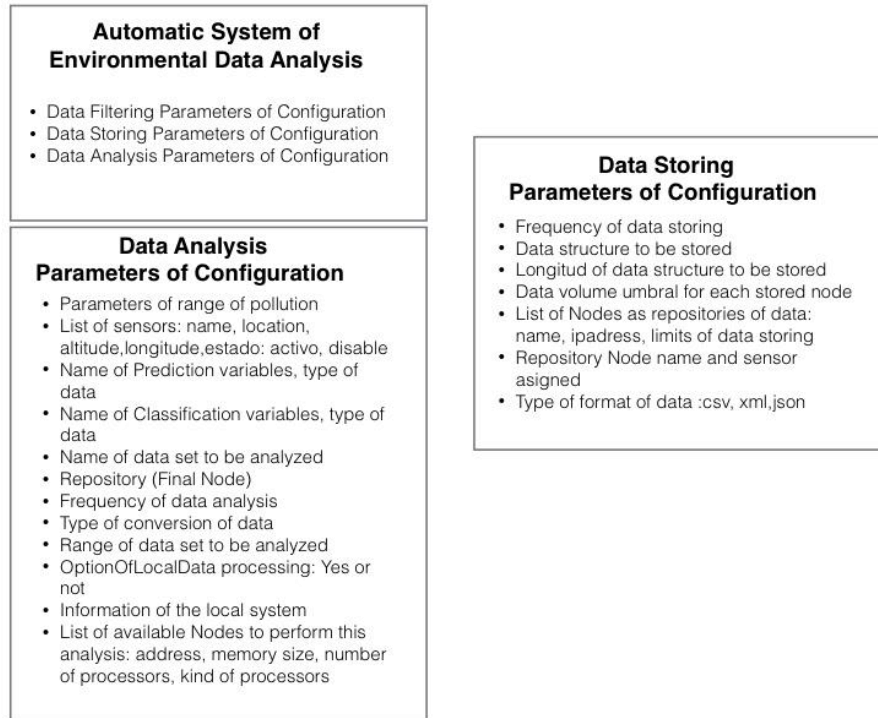 Automatic System of
Environmental Data Analysis
• Data Filtering Parameters of Configuration
• Data Storing Parameters of Configuration
• Data Analysis Parameters of Configuration
Data Analysis
Parameters of Configuration
• Parameters of range of pollution
• List of sensors: name, location,
altitude,longitude,estado: activo, disable
• Name of Prediction variables, type of
data
• Name of Classification variables, type of
data
• Name of data set to be analyzed
• Repository (Final Node)
• Frequency of data analysis
• Type of conversion of data
• Range of data set to be analyzed
• OptionOfLocalData processing: Yes or
not
• Information of the local system
• List of available Nodes to perform this
analysis: address, memory size, number
of processors, kind of processors
Data Storing
Parameters of Configuration
• Frequency of data storing
• Data structure to be stored
• Longitud of data structure to be stored
• Data volume umbral for each stored node
• List of Nodes as repositories of data:
name, ipadress, limits of data storing
• Repository Node name and sensor
asigned
• Type of format of data :csv, xml,json